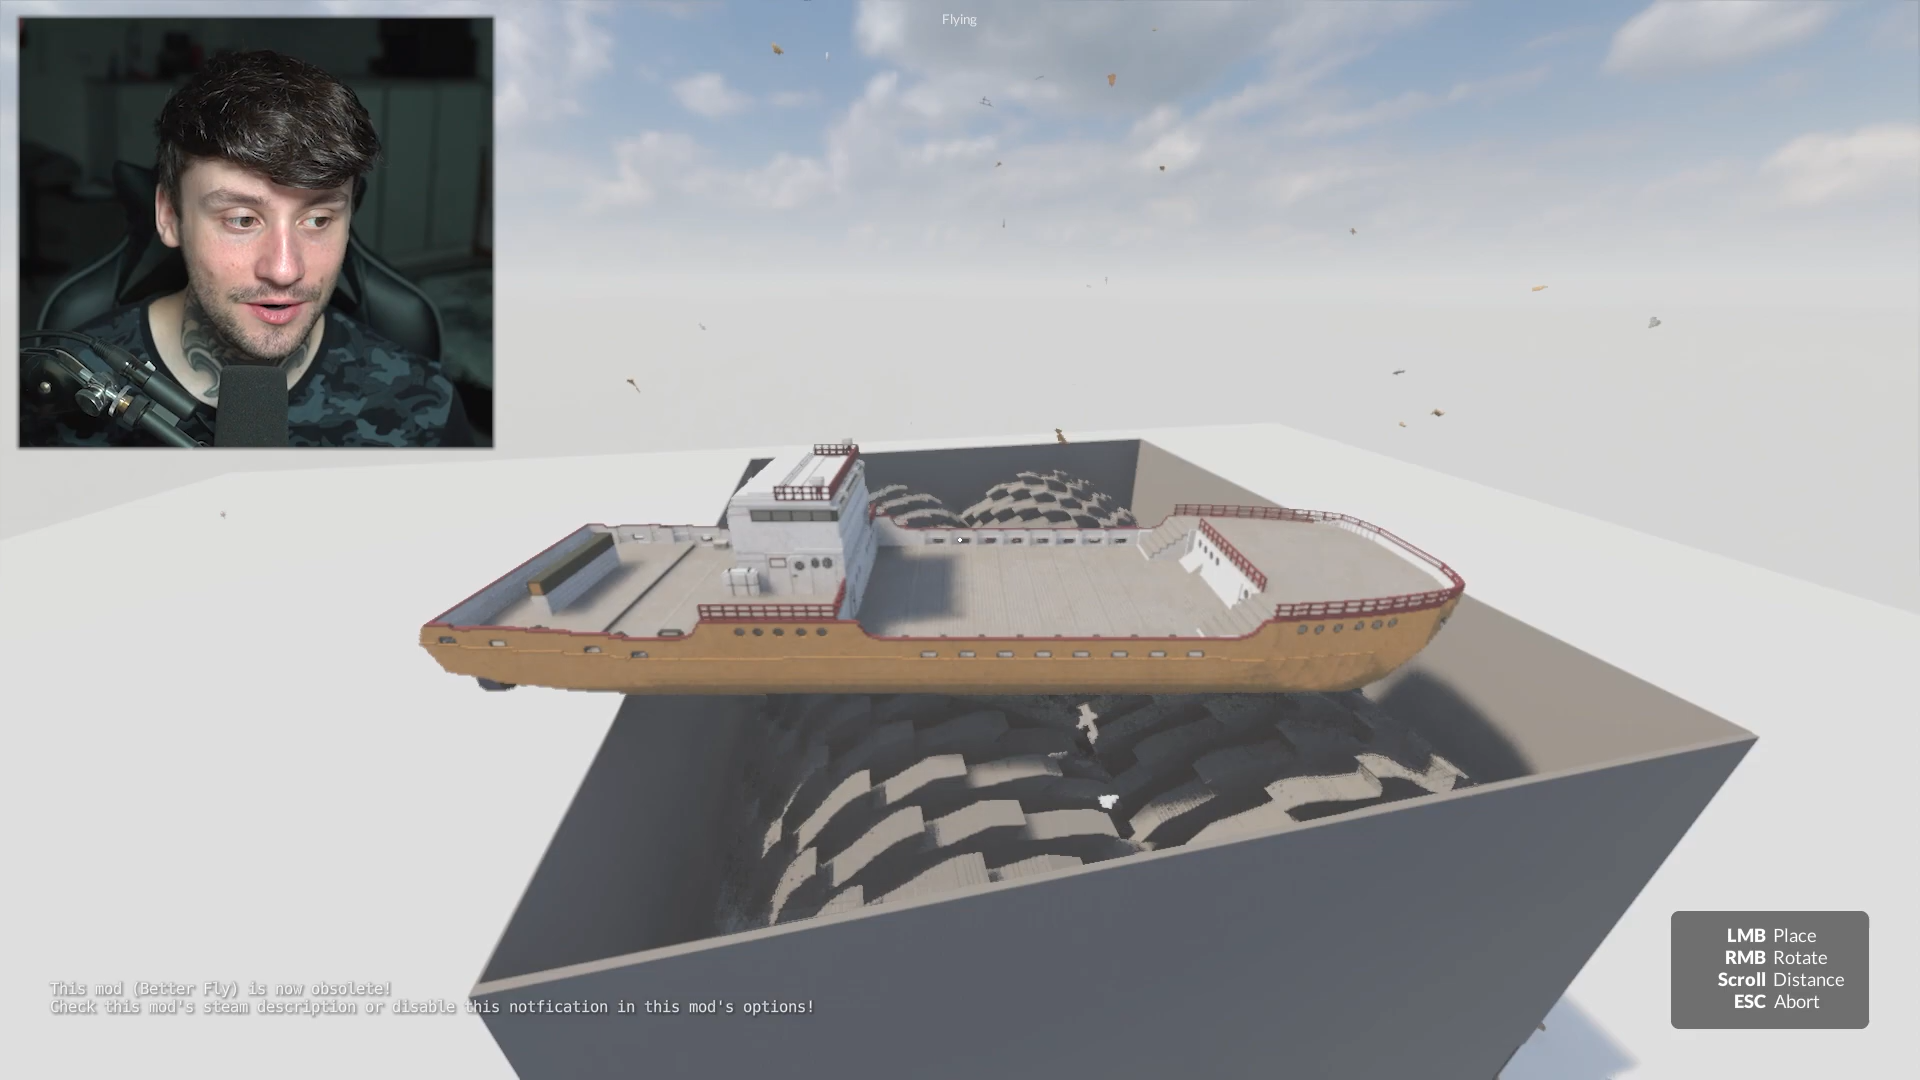 Flying
This mod (Better Fly) is now obsolete!
Check this mod's steam description or disable this notfication in this mod's options!
LMB Place
RMB Rotate
Scroll Distance
ESC Abort